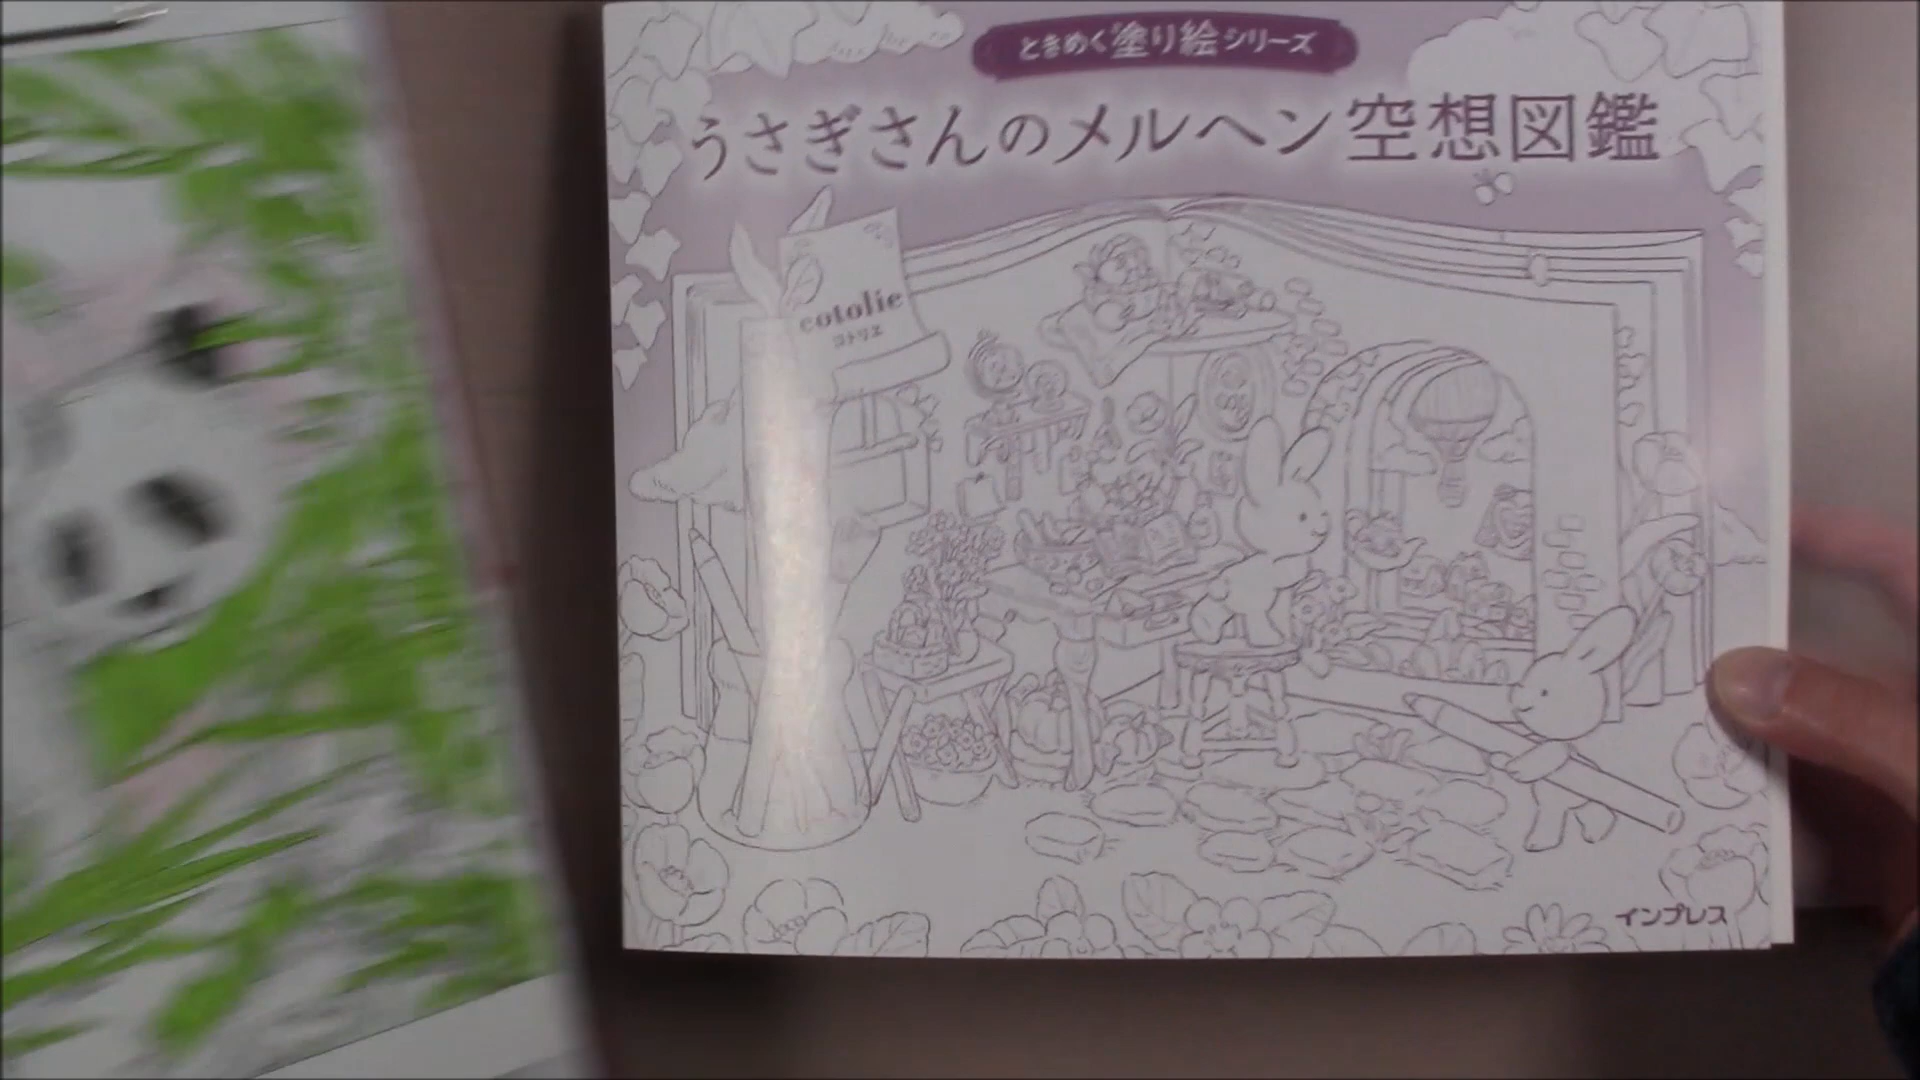 ときめく塗り絵シリーズ
うさぎさんのメルヘン空想図鑑
cotolie
コトリエ
インプレス